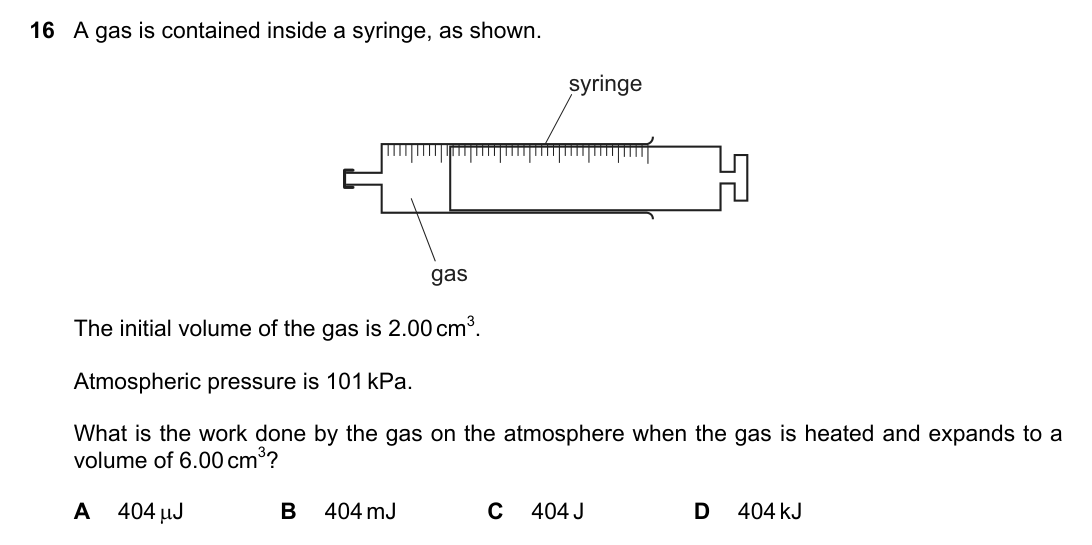 16 A gas is contained inside a syringe, as shown.
syringe
gas
The initial volume of the gas is 2.00 cm³.
Atmospheric pressure is 101 kPa.
What is the work done by the gas on the atmosphere when the gas is heated and expands to a
volume of 6.00 cm³?
A 404 μJ B 404 mJ C 404 J D 404 kJ